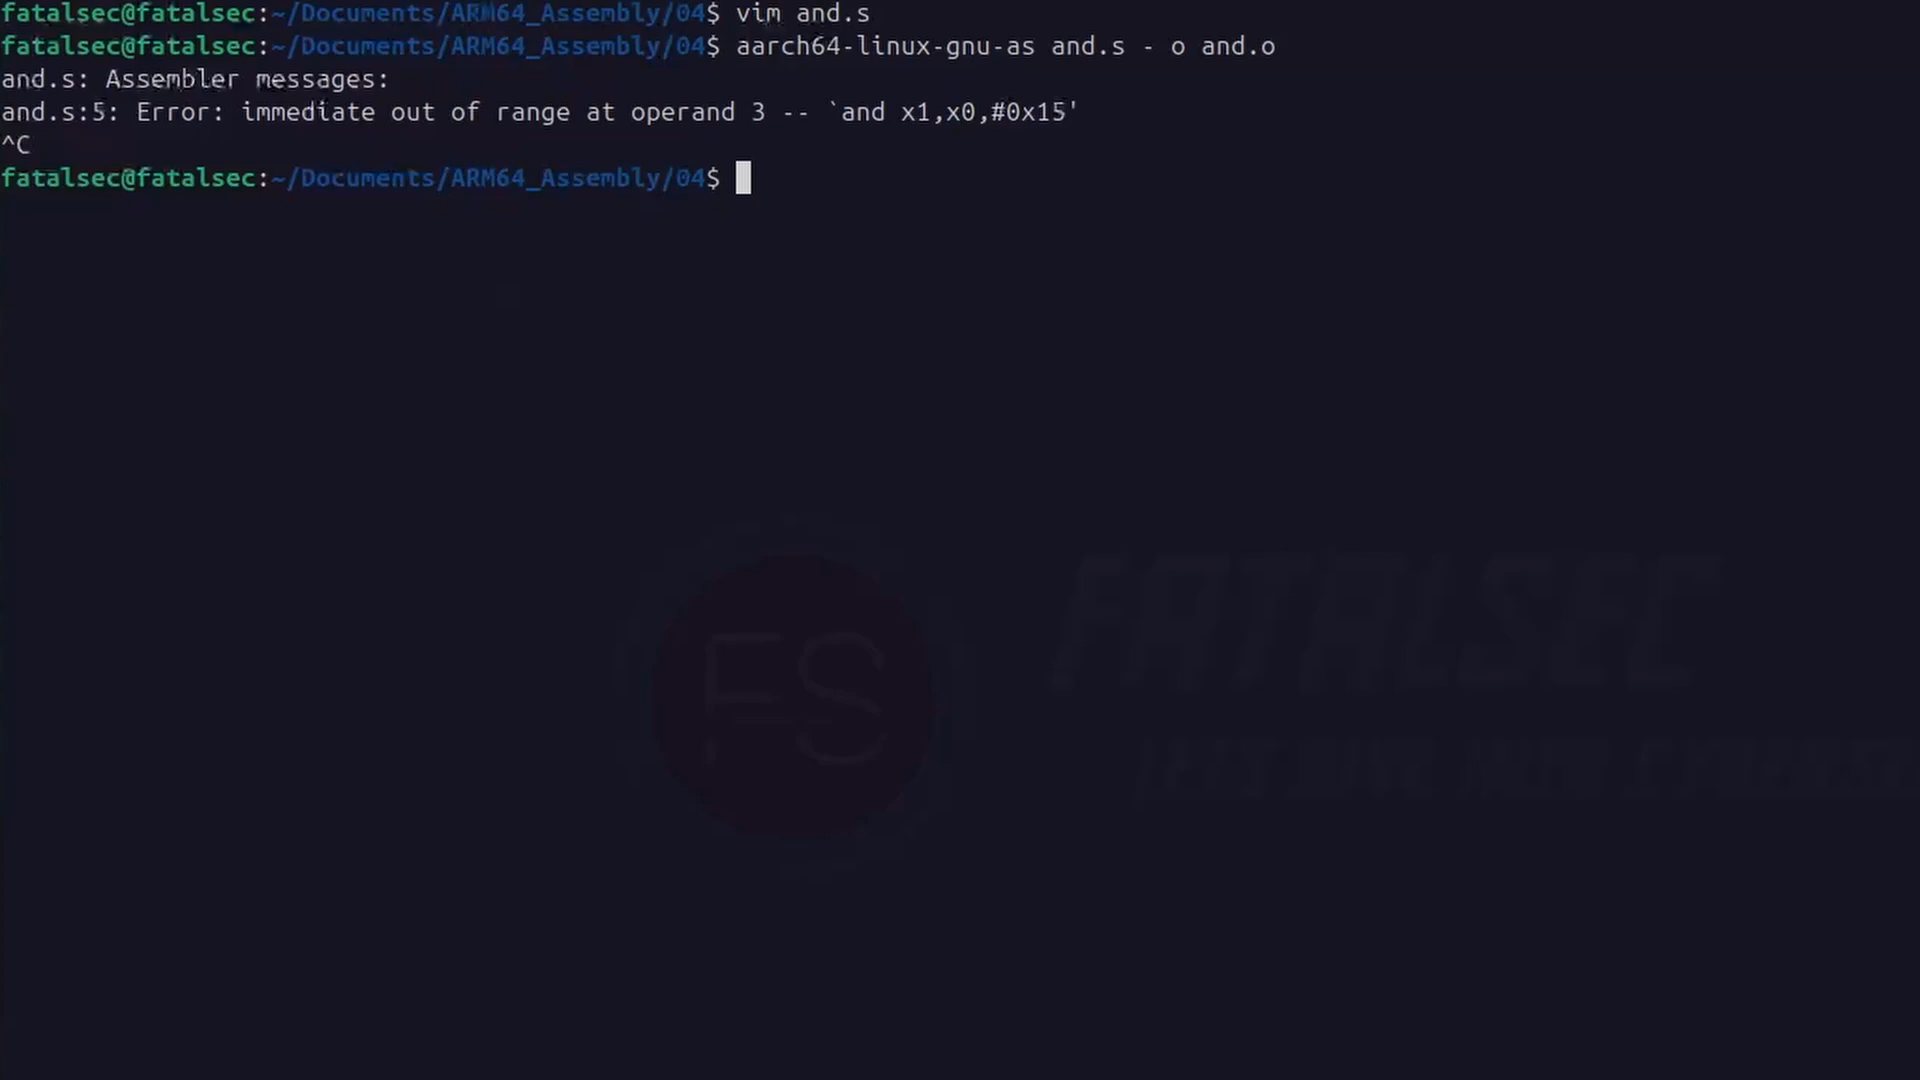 fatalsec@fatalsec:~/Documents/ARM64_Assembly/04$ vim and.s
fatalsec@fatalsec:~/Documents/ARM64_Assembly/04$ aarch64-linux-gnu-as and.s - o and.o
and.s: Assembler messages:
and.s:5: Error: immediate out of range at operand 3 -- `and x1,x0,#0x15'
^C
fatalsec@fatalsec:~/Documents/ARM64_Assembly/04$
FS
FATALSEC